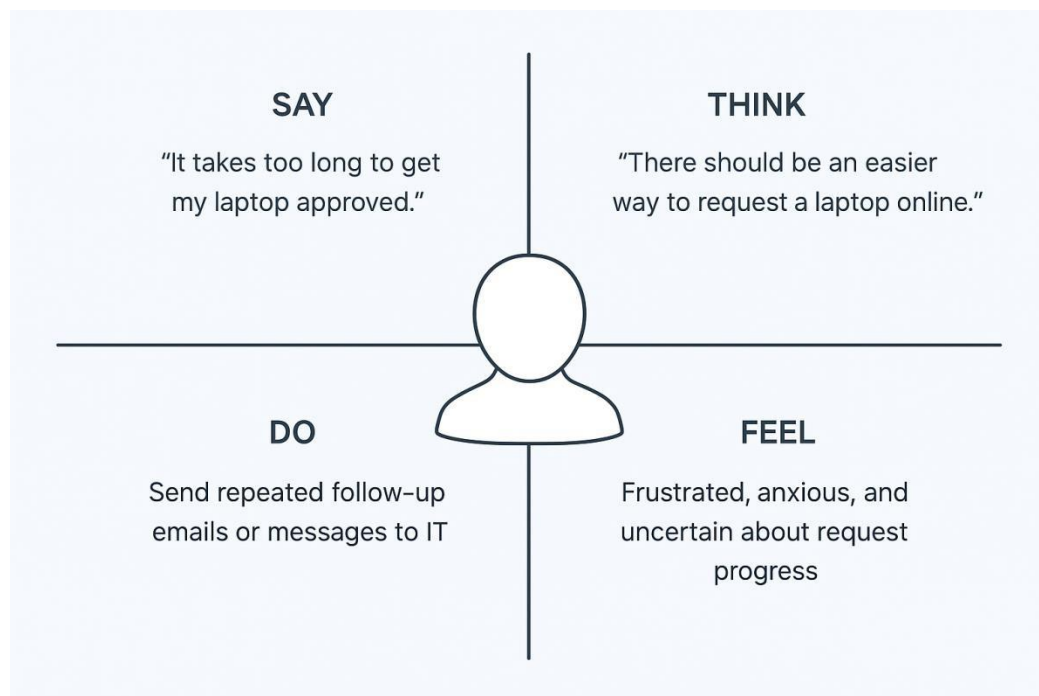 SAY
“It takes too long to get
my laptop approved.”
THINK
“There should be an easier
way to request a laptop online.”
DO
Send repeated follow-up
emails or messages to IT
FEEL
Frustrated, anxious, and
uncertain about request
progress